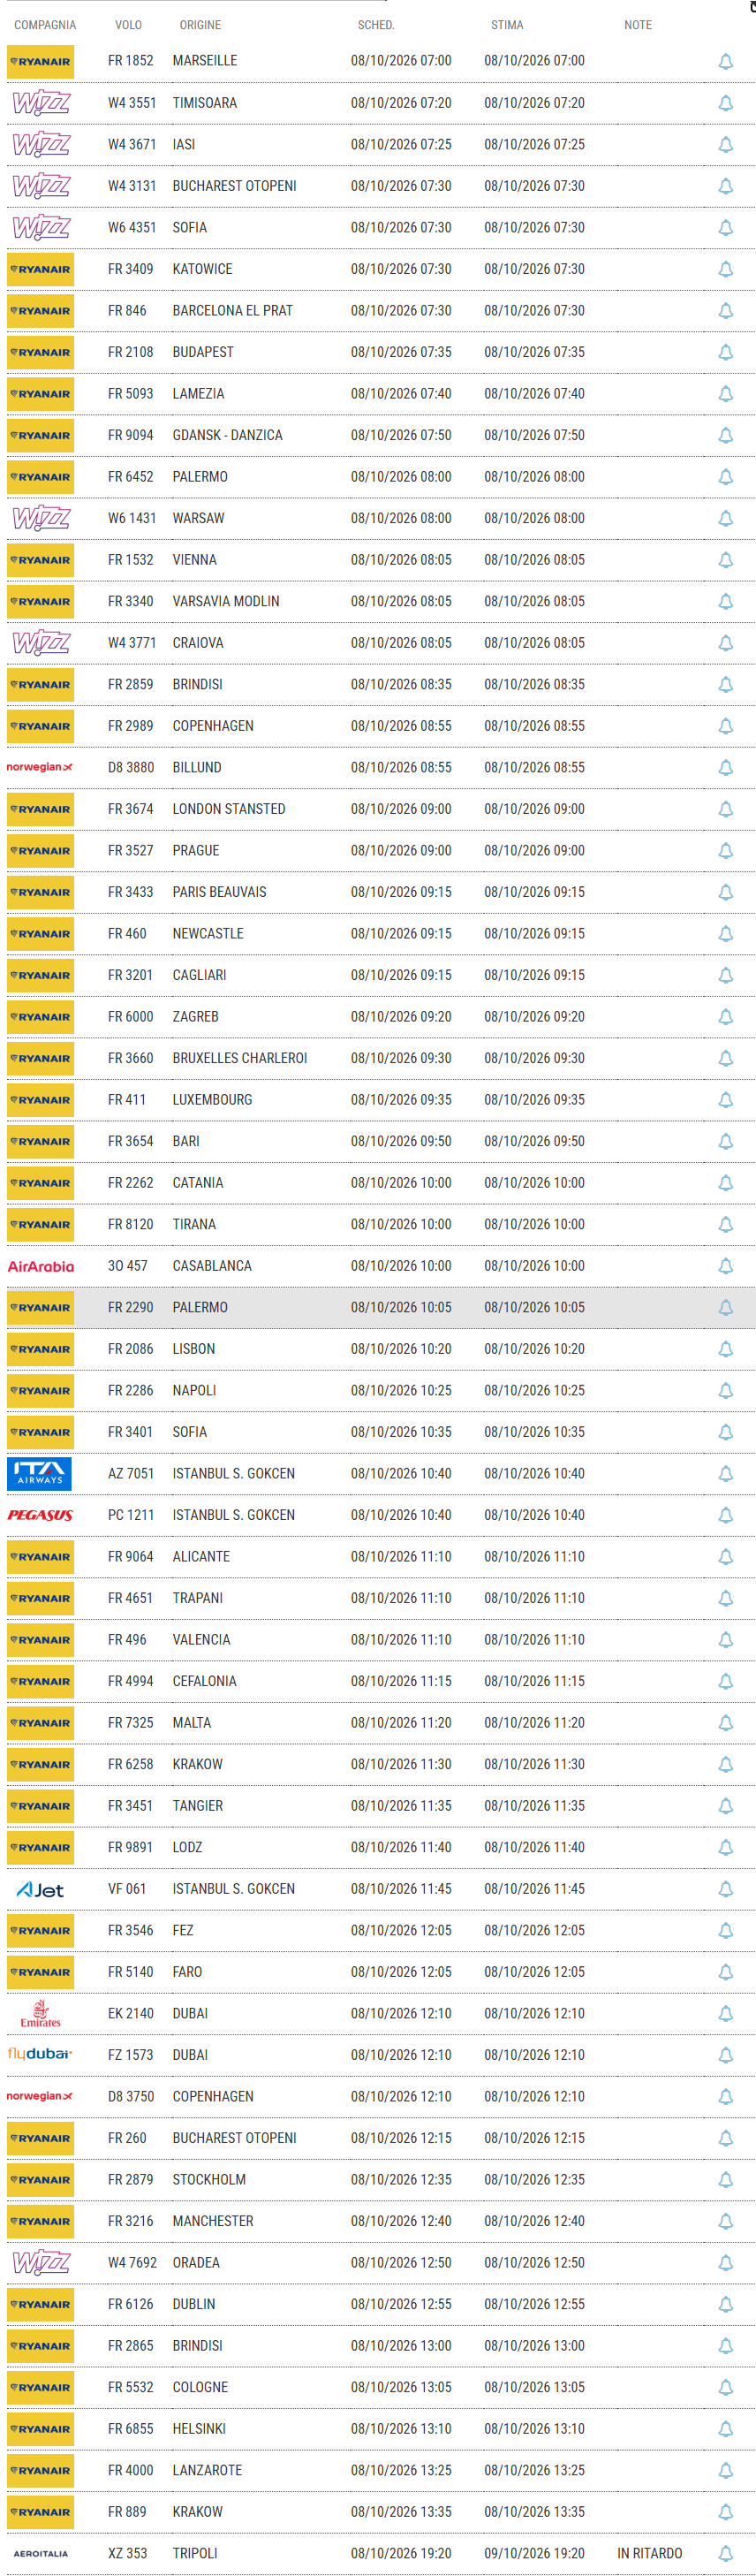 COMPAGNIA VOLO ORIGINE SCHED. STIMA NOTE
RYANAIR FR 1852 MARSEILLE 08/10/2026 07:00 08/10/2026 07:00
WIZZ W4 3551 TIMISOARA 08/10/2026 07:20 08/10/2026 07:20
WIZZ W4 3671 IASI 08/10/2026 07:25 08/10/2026 07:25
WIZZ W4 3131 BUCHAREST OTOPENI 08/10/2026 07:30 08/10/2026 07:30
WIZZ W6 4351 SOFIA 08/10/2026 07:30 08/10/2026 07:30
RYANAIR FR 3409 KATOWICE 08/10/2026 07:30 08/10/2026 07:30
RYANAIR FR 846 BARCELONA EL PRAT 08/10/2026 07:30 08/10/2026 07:30
RYANAIR FR 2108 BUDAPEST 08/10/2026 07:35 08/10/2026 07:35
RYANAIR FR 5093 LAMEZIA 08/10/2026 07:40 08/10/2026 07:40
RYANAIR FR 9094 GDANSK - DANZICA 08/10/2026 07:50 08/10/2026 07:50
RYANAIR FR 6452 PALERMO 08/10/2026 08:00 08/10/2026 08:00
WIZZ W6 1431 WARSAW 08/10/2026 08:00 08/10/2026 08:00
RYANAIR FR 1532 VIENNA 08/10/2026 08:05 08/10/2026 08:05
RYANAIR FR 3340 VARSAVIA MODLIN 08/10/2026 08:05 08/10/2026 08:05
WIZZ W4 3771 CRAIOVA 08/10/2026 08:05 08/10/2026 08:05
RYANAIR FR 2859 BRINDISI 08/10/2026 08:35 08/10/2026 08:35
RYANAIR FR 2989 COPENHAGEN 08/10/2026 08:55 08/10/2026 08:55
norwegian D8 3880 BILLUND 08/10/2026 08:55 08/10/2026 08:55
RYANAIR FR 3674 LONDON STANSTED 08/10/2026 09:00 08/10/2026 09:00
RYANAIR FR 3527 PRAGUE 08/10/2026 09:00 08/10/2026 09:00
RYANAIR FR 3433 PARIS BEAUVAIS 08/10/2026 09:15 08/10/2026 09:15
RYANAIR FR 460 NEWCASTLE 08/10/2026 09:15 08/10/2026 09:15
RYANAIR FR 3201 CAGLIARI 08/10/2026 09:15 08/10/2026 09:15
RYANAIR FR 6000 ZAGREB 08/10/2026 09:20 08/10/2026 09:20
RYANAIR FR 3660 BRUXELLES CHARLEROI 08/10/2026 09:30 08/10/2026 09:30
RYANAIR FR 411 LUXEMBOURG 08/10/2026 09:35 08/10/2026 09:35
RYANAIR FR 3654 BARI 08/10/2026 09:50 08/10/2026 09:50
RYANAIR FR 2262 CATANIA 08/10/2026 10:00 08/10/2026 10:00
RYANAIR FR 8120 TIRANA 08/10/2026 10:00 08/10/2026 10:00
AirArabia 3O 457 CASABLANCA 08/10/2026 10:00 08/10/2026 10:00
RYANAIR FR 2290 PALERMO 08/10/2026 10:05 08/10/2026 10:05
RYANAIR FR 2086 LISBON 08/10/2026 10:20 08/10/2026 10:20
RYANAIR FR 2286 NAPOLI 08/10/2026 10:25 08/10/2026 10:25
RYANAIR FR 3401 SOFIA 08/10/2026 10:35 08/10/2026 10:35
ITA AIRWAYS AZ 7051 ISTANBUL S. GOKCEN 08/10/2026 10:40 08/10/2026 10:40
PEGASUS PC 1211 ISTANBUL S. GOKCEN 08/10/2026 10:40 08/10/2026 10:40
RYANAIR FR 9064 ALICANTE 08/10/2026 11:10 08/10/2026 11:10
RYANAIR FR 4651 TRAPANI 08/10/2026 11:10 08/10/2026 11:10
RYANAIR FR 496 VALENCIA 08/10/2026 11:10 08/10/2026 11:10
RYANAIR FR 4994 CEFALONIA 08/10/2026 11:15 08/10/2026 11:15
RYANAIR FR 7325 MALTA 08/10/2026 11:20 08/10/2026 11:20
RYANAIR FR 6258 KRAKOW 08/10/2026 11:30 08/10/2026 11:30
RYANAIR FR 3451 TANGIER 08/10/2026 11:35 08/10/2026 11:35
RYANAIR FR 9891 LODZ 08/10/2026 11:40 08/10/2026 11:40
AJet VF 061 ISTANBUL S. GOKCEN 08/10/2026 11:45 08/10/2026 11:45
RYANAIR FR 3546 FEZ 08/10/2026 12:05 08/10/2026 12:05
RYANAIR FR 5140 FARO 08/10/2026 12:05 08/10/2026 12:05
Emirates EK 2140 DUBAI 08/10/2026 12:10 08/10/2026 12:10
flydubai FZ 1573 DUBAI 08/10/2026 12:10 08/10/2026 12:10
norwegian D8 3750 COPENHAGEN 08/10/2026 12:10 08/10/2026 12:10
RYANAIR FR 260 BUCHAREST OTOPENI 08/10/2026 12:15 08/10/2026 12:15
RYANAIR FR 2879 STOCKHOLM 08/10/2026 12:35 08/10/2026 12:35
RYANAIR FR 3216 MANCHESTER 08/10/2026 12:40 08/10/2026 12:40
WIZZ W4 7692 ORADEA 08/10/2026 12:50 08/10/2026 12:50
RYANAIR FR 6126 DUBLIN 08/10/2026 12:55 08/10/2026 12:55
RYANAIR FR 2865 BRINDISI 08/10/2026 13:00 08/10/2026 13:00
RYANAIR FR 5532 COLOGNE 08/10/2026 13:05 08/10/2026 13:05
RYANAIR FR 6855 HELSINKI 08/10/2026 13:10 08/10/2026 13:10
RYANAIR FR 4000 LANZAROTE 08/10/2026 13:25 08/10/2026 13:25
RYANAIR FR 889 KRAKOW 08/10/2026 13:35 08/10/2026 13:35
AEROITALIA XZ 353 TRIPOLI 08/10/2026 19:20 09/10/2026 19:20 IN RITARDO